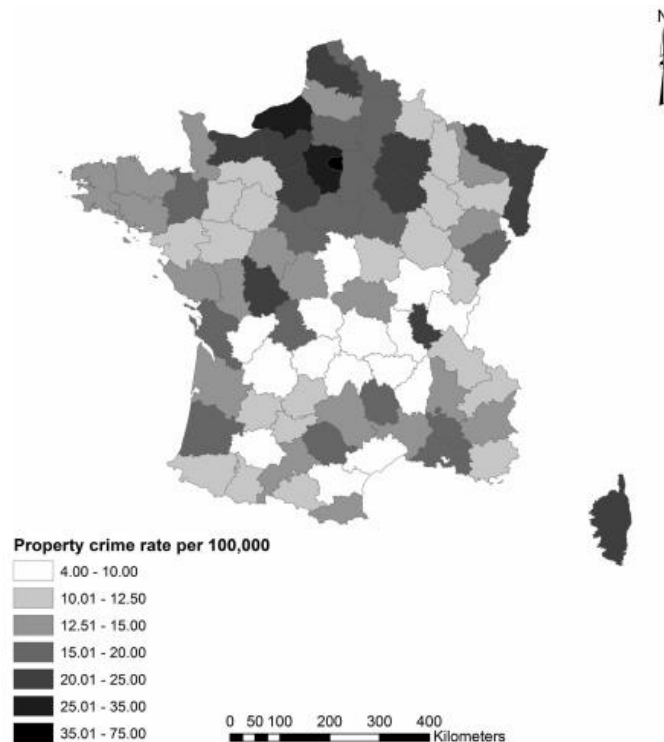 N
Property crime rate per 100,000
4.00 - 10.00
10.01 - 12.50
12.51 - 15.00
15.01 - 20.00
20.01 - 25.00
25.01 - 35.00
35.01 - 75.00
0 50 100 200 300 400
Kilometers